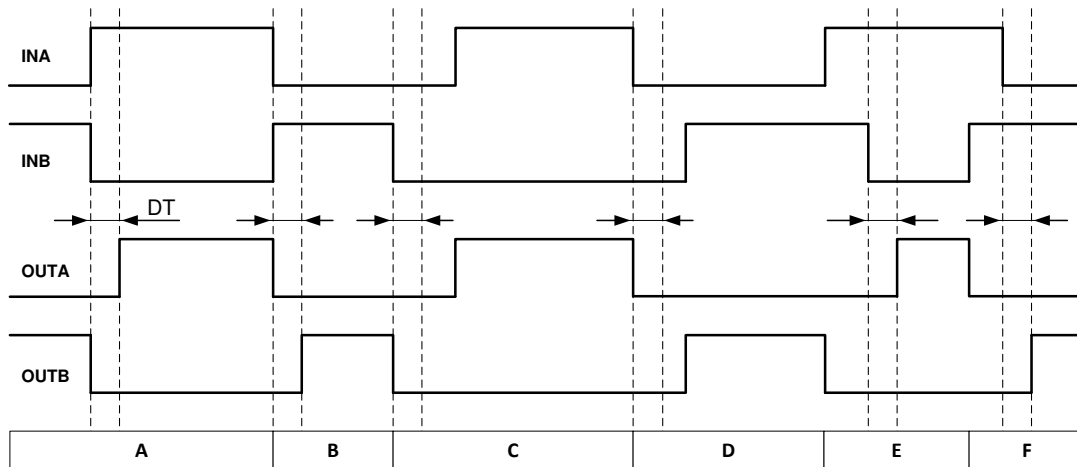 INA
INB
DT
OUTA
OUTB
A B C D E F